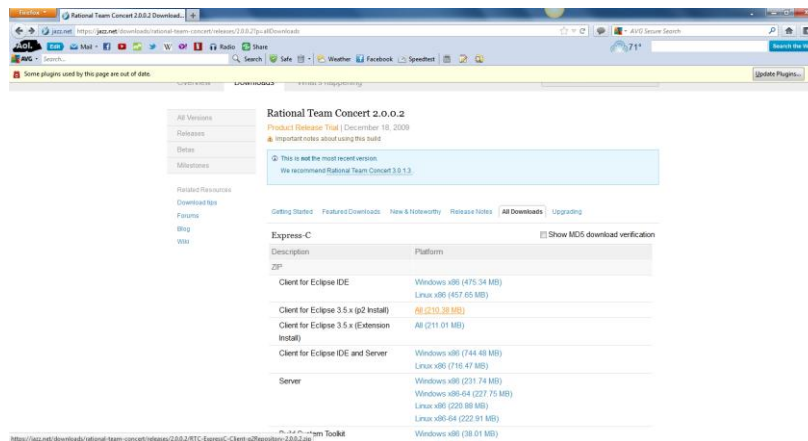 Firefox
Rational Team Concert 2.0.0.2 Download...
jazz.net https://jazz.net/downloads/rational-team-concert/releases/2.0.0.2?p=allDownloads
AVG Secure Search
AOL Edit Mail W Radio Share
71°
Search the W
AVG Search... Search Safe Weather Facebook Speedtest
Some plugins used by this page are out of date.
Update Plugins...
Overview Downloads What's Happening
All Versions
Releases
Betas
Milestones
Related Resources
Download tips
Forums
Blog
Wiki
Rational Team Concert 2.0.0.2
Product Release Trial | December 18, 2009
Important notes about using this build
This is not the most recent version.
We recommend Rational Team Concert 3.0.1.3.
Getting Started Featured Downloads New & Noteworthy Release Notes All Downloads Upgrading
Express-C Show MD5 download verification
Description Platform
ZIP
Client for Eclipse IDE Windows x86 (475.34 MB)
Linux x86 (457.65 MB)
Client for Eclipse 3.5.x (p2 Install) All (210.38 MB)
Client for Eclipse 3.5.x (Extension All (211.01 MB)
Install)
Client for Eclipse IDE and Server Windows x86 (744.48 MB)
Linux x86 (716.47 MB)
Server Windows x86 (231.74 MB)
Windows x86-64 (227.75 MB)
Linux x86 (220.89 MB)
Linux x86-64 (222.91 MB)
Build System Toolkit Windows x86 (38.01 MB)
https://jazz.net/downloads/rational-team-concert/releases/2.0.0.2/RTC-ExpressC-Client-p2Repository-2.0.0.2.zip